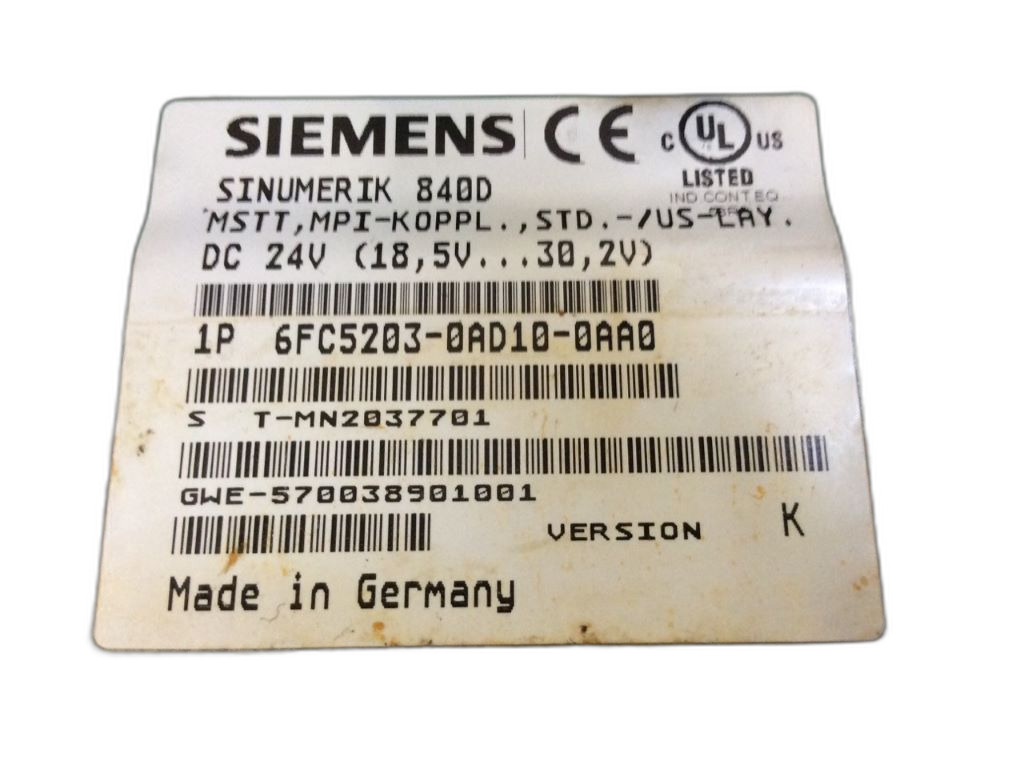 SIEMENS CE C UL US
LISTED
SINUMERIK 840D
IND CONT EQ
MSTT,MPI-KOPPL.,STD.-/US-LAY.
DC 24V (18,5V...30,2V)
1P 6FC5203-0AD10-0AA0
S T-MN2037701
GWE-570038901001
VERSION K
Made in Germany